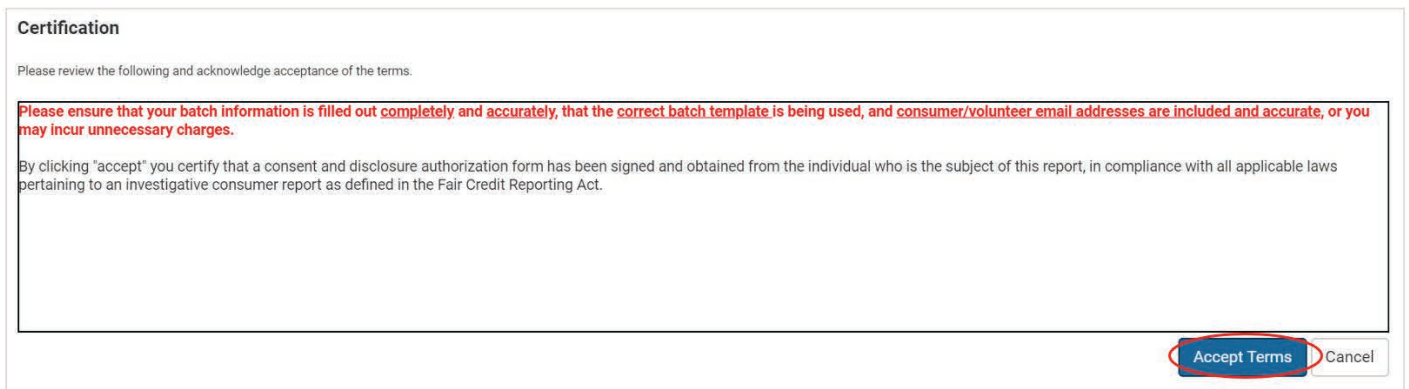 Certification
Please review the following and acknowledge acceptance of the terms.
Please ensure that your batch information is filled out completely and accurately, that the correct batch template is being used, and consumer/volunteer email addresses are included and accurate, or you
may incur unnecessary charges.
By clicking "accept" you certify that a consent and disclosure authorization form has been signed and obtained from the individual who is the subject of this report, in compliance with all applicable laws
pertaining to an investigative consumer report as defined in the Fair Credit Reporting Act.
Accept Terms Cancel